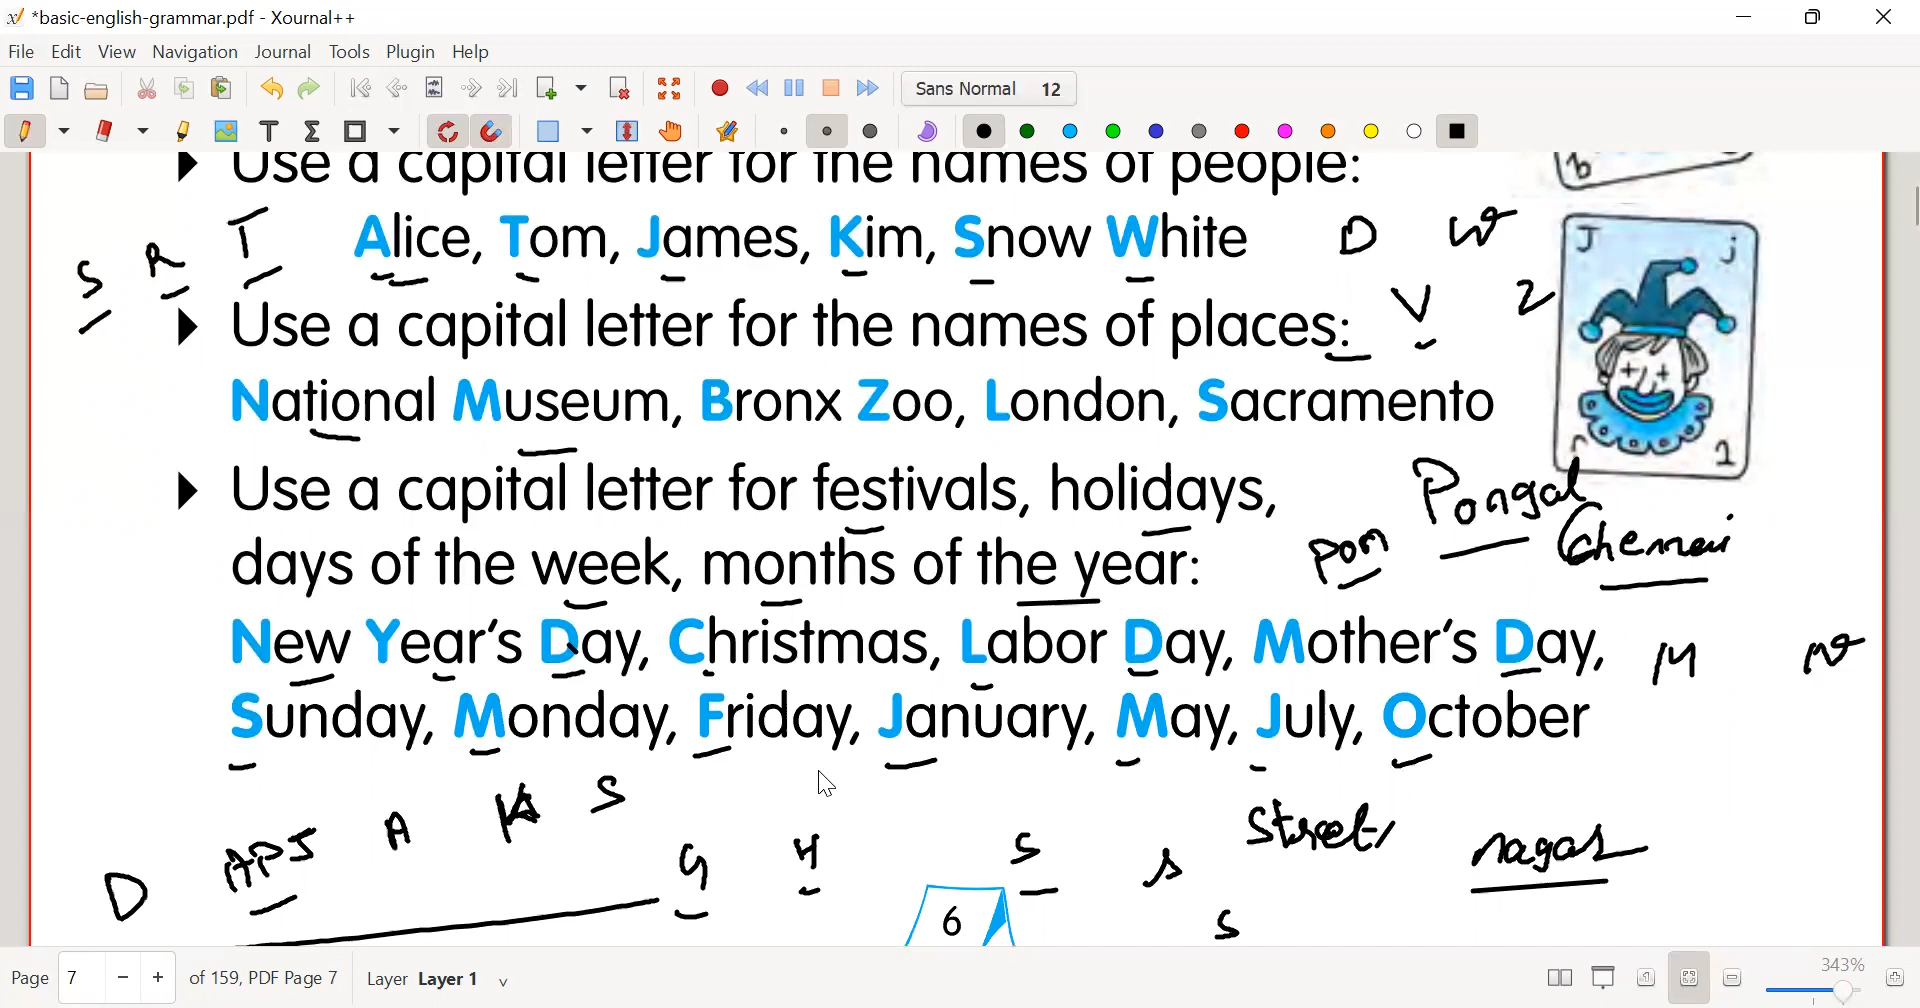 *basic-english-grammar.pdf - Xournal++
File Edit View Navigation Journal Tools Plugin Help
Sans Normal 12
Use a capital letter for the names of people:
b
T Alice, Tom, James, Kim, Snow White D W
S R
J j
Use a capital letter for the names of places: V Z
National Museum, Bronx Zoo, London, Sacramento
Use a capital letter for festivals, holidays, Pongal
days of the week, months of the year: Pon Chennai
New Year's Day, Christmas, Labor Day, Mother's Day, M
Sunday, Monday, Friday, January, May, July, October
APJ A K S
D G H S s Street, nagar
6 S
Page 7 − + of 159, PDF Page 7 Layer Layer 1 343%